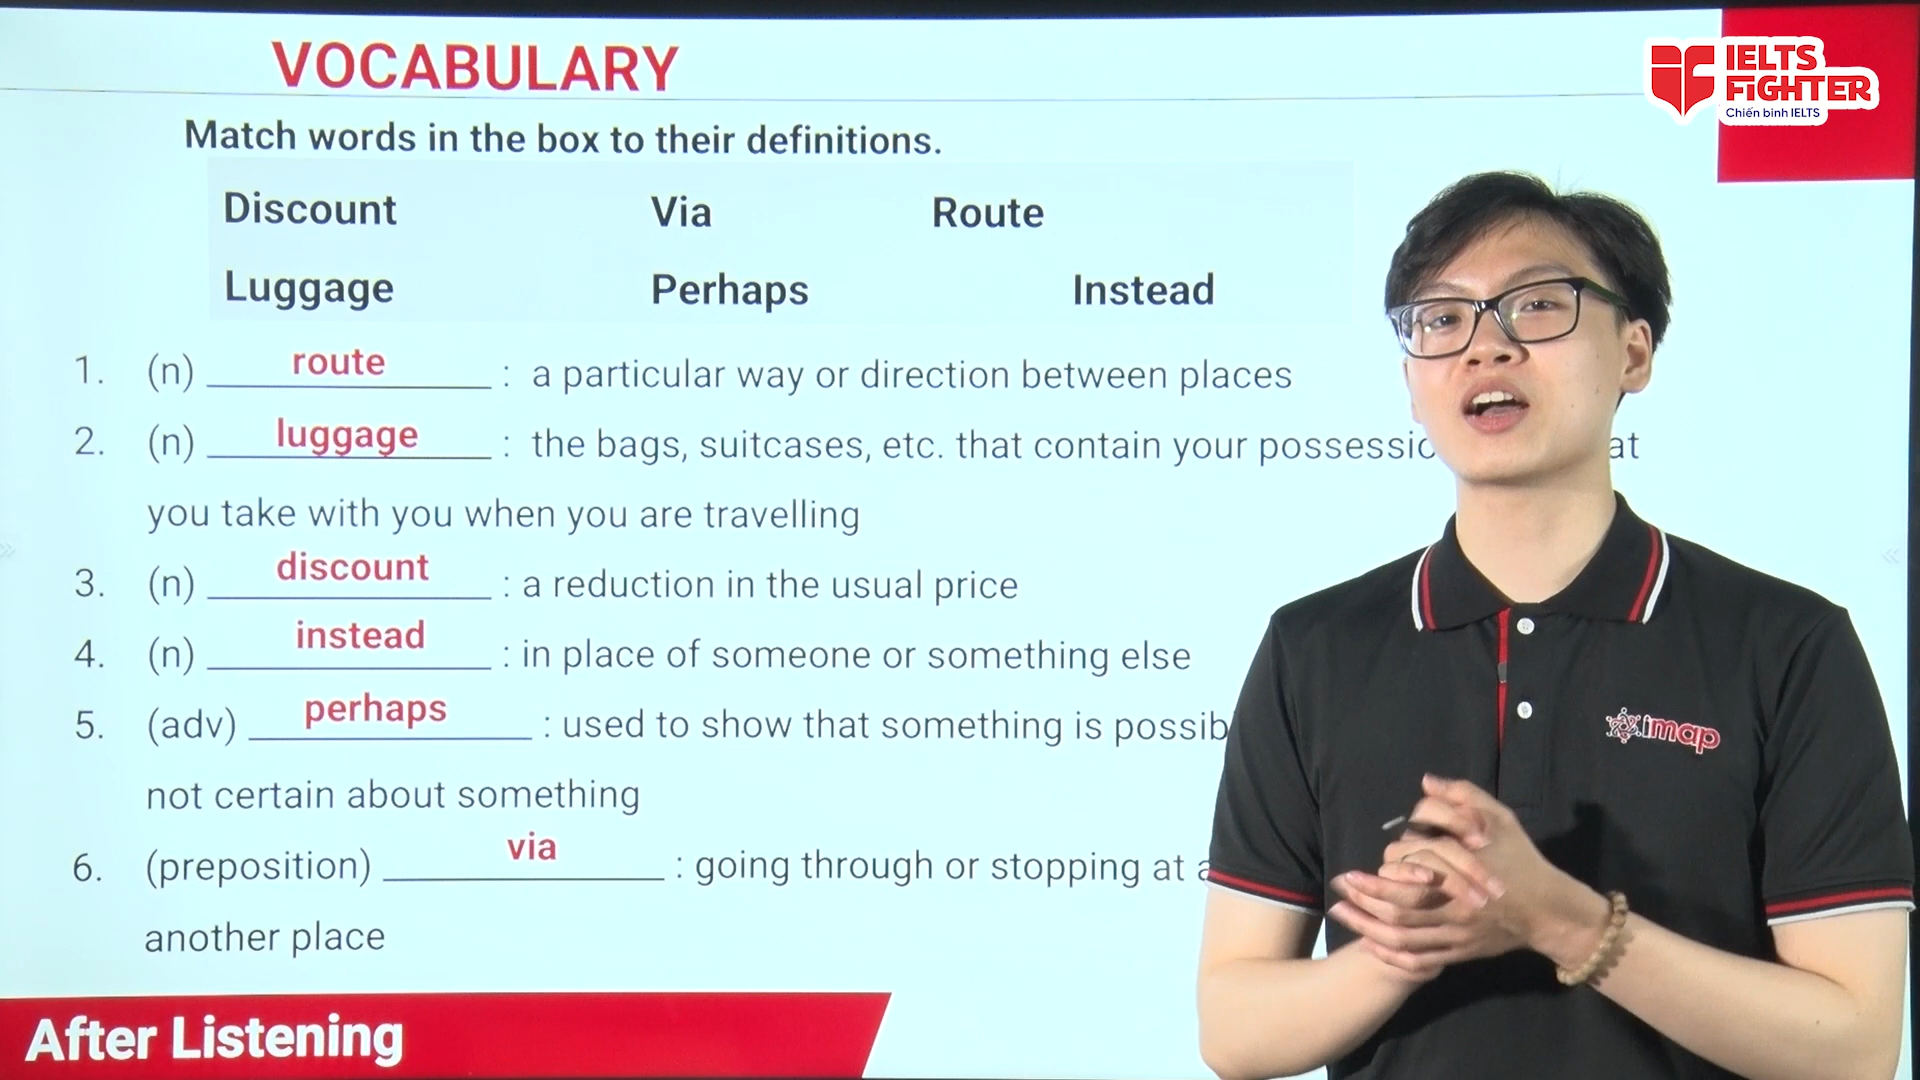 VOCABULARY
IELTS
FiGHTER
Chiến binh IELTS
Match words in the box to their definitions.
Discount Via Route
Luggage Perhaps Instead
1. (n) route : a particular way or direction between places
2. (n) luggage : the bags, suitcases, etc. that contain your
you take with you when you are travelling
3. (n) discount : a reduction in the usual price
4. (n) instead : in place of someone or something else
5. (adv) perhaps : used to show that something is
not certain about something
6. (preposition) via : going through or stopping at
another place
imap
After Listening